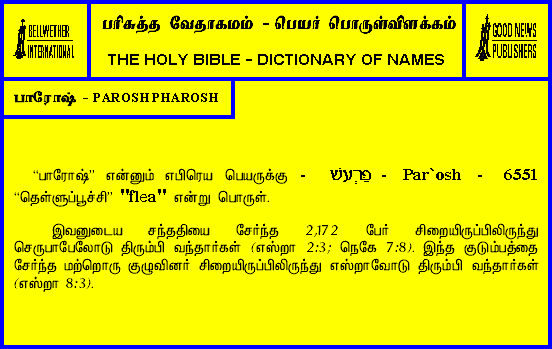 BELLWETHER
INTERNATIONAL
பரிசுத்த வேதாகமம் - பெயர் பொருள்விளக்கம்
THE HOLY BIBLE - DICTIONARY OF NAMES
GOOD NEWS
PUBLISHERS
பாரோஷ் - PAROSH PHAROSH
“பாரோஷ்” என்னும் எபிரெய பெயருக்கு - פַּרְעֹשׁ - Par`osh - 6551
“தெள்ளுப்பூச்சி” "flea" என்று பொருள்.
இவனுடைய சந்ததியை சேர்ந்த 2,172 பேர் சிறையிருப்பிலிருந்து
செருபாபேலோடு திரும்பி வந்தார்கள் (எஸ்றா 2:3; நெகே 7:8). இந்த குடும்பத்தை
சேர்ந்த மற்றொரு குழுவினர் சிறையிருப்பிலிருந்து எஸ்றாவோடு திரும்பி வந்தார்கள்
(எஸ்றா 8:3).